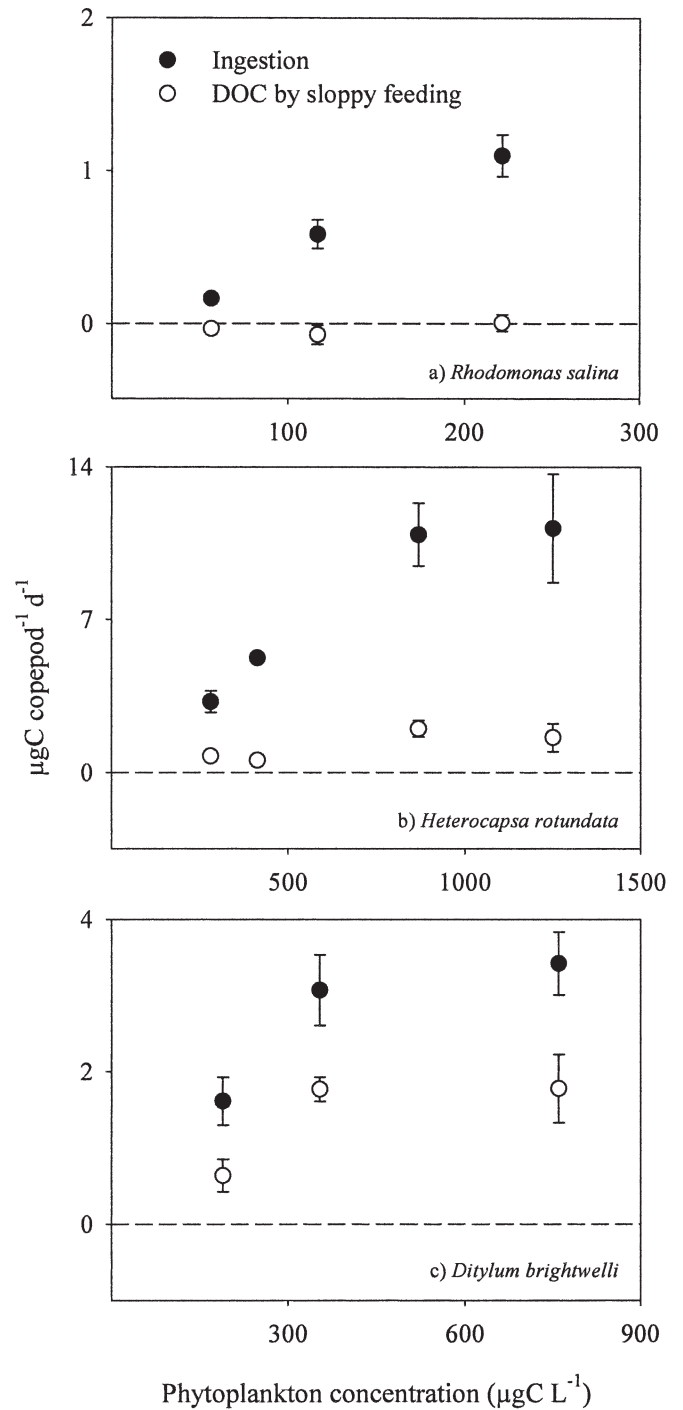 2
Ingestion
DOC by sloppy feeding
1
0
a) Rhodomonas salina
100 200 300
14
7
0
b) Heterocapsa rotundata
500 1000 1500
µgC copepod⁻¹ d⁻¹
4
2
0
c) Ditylum brightwelli
300 600 900
Phytoplankton concentration (µgC L⁻¹)